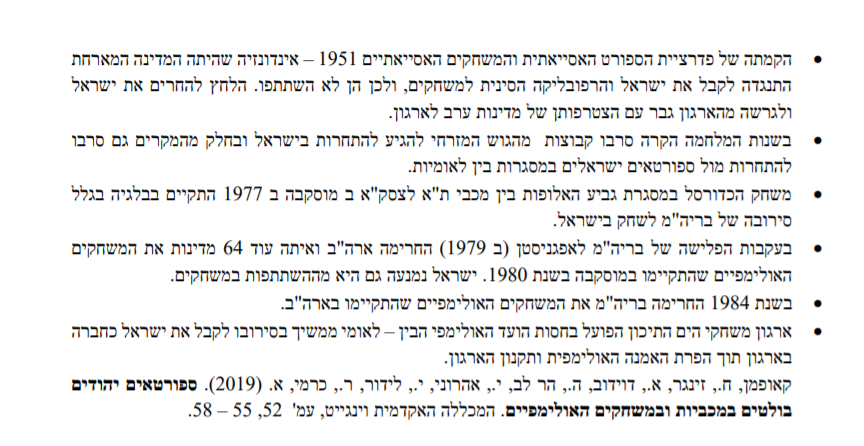 • הקמתה של פדרציית הספורט האסייאתית והמשחקים האסייאתיים 1951 – אינדונזיה שהיתה המדינה המארחת
התנגדה לקבל את ישראל והרפובליקה הסינית למשחקים, ולכן הן לא השתתפו. הלחץ להחרים את ישראל
ולגרשה מהארגון גבר עם הצטרפותן של מדינות ערב לארגון.
• בשנות המלחמה הקרה סרבו קבוצות מהגוש המזרחי להגיע להתחרות בישראל ובחלק מהמקרים גם סרבו
להתחרות מול ספורטאים ישראלים במסגרות בין לאומיות.
• משחק הכדורסל במסגרת גביע האלופות בין מכבי ת"א לצסק"א ב מוסקבה ב 1977 התקיים בבלגיה בגלל
סירובה של בריה"מ לשחק בישראל.
• בעקבות הפלישה של בריה"מ לאפגניסטן (ב 1979) החרימה ארה"ב ואיתה עוד 64 מדינות את המשחקים
האולימפיים שהתקיימו במוסקבה בשנת 1980. ישראל נמנעה גם היא מההשתתפות במשחקים.
• בשנת 1984 החרימה בריה"מ את המשחקים האולימפיים שהתקיימו בארה"ב.
• ארגון משחקי הים התיכון הפועל בחסות הועד האולימפי הבין – לאומי ממשיך בסירובו לקבל את ישראל כחברה
בארגון תוך הפרת האמנה האולימפית ותקנון הארגון.
קאופמן, ח., זינגר, א., דוידוב, ה., הר לב, י., אהרוני, י., לידור, ר., כרמי, א. (2019). ספורטאים יהודים
בולטים במכביות ובמשחקים האולימפיים. המכללה האקדמית וינגייט, עמ' 52, 55 – 58.